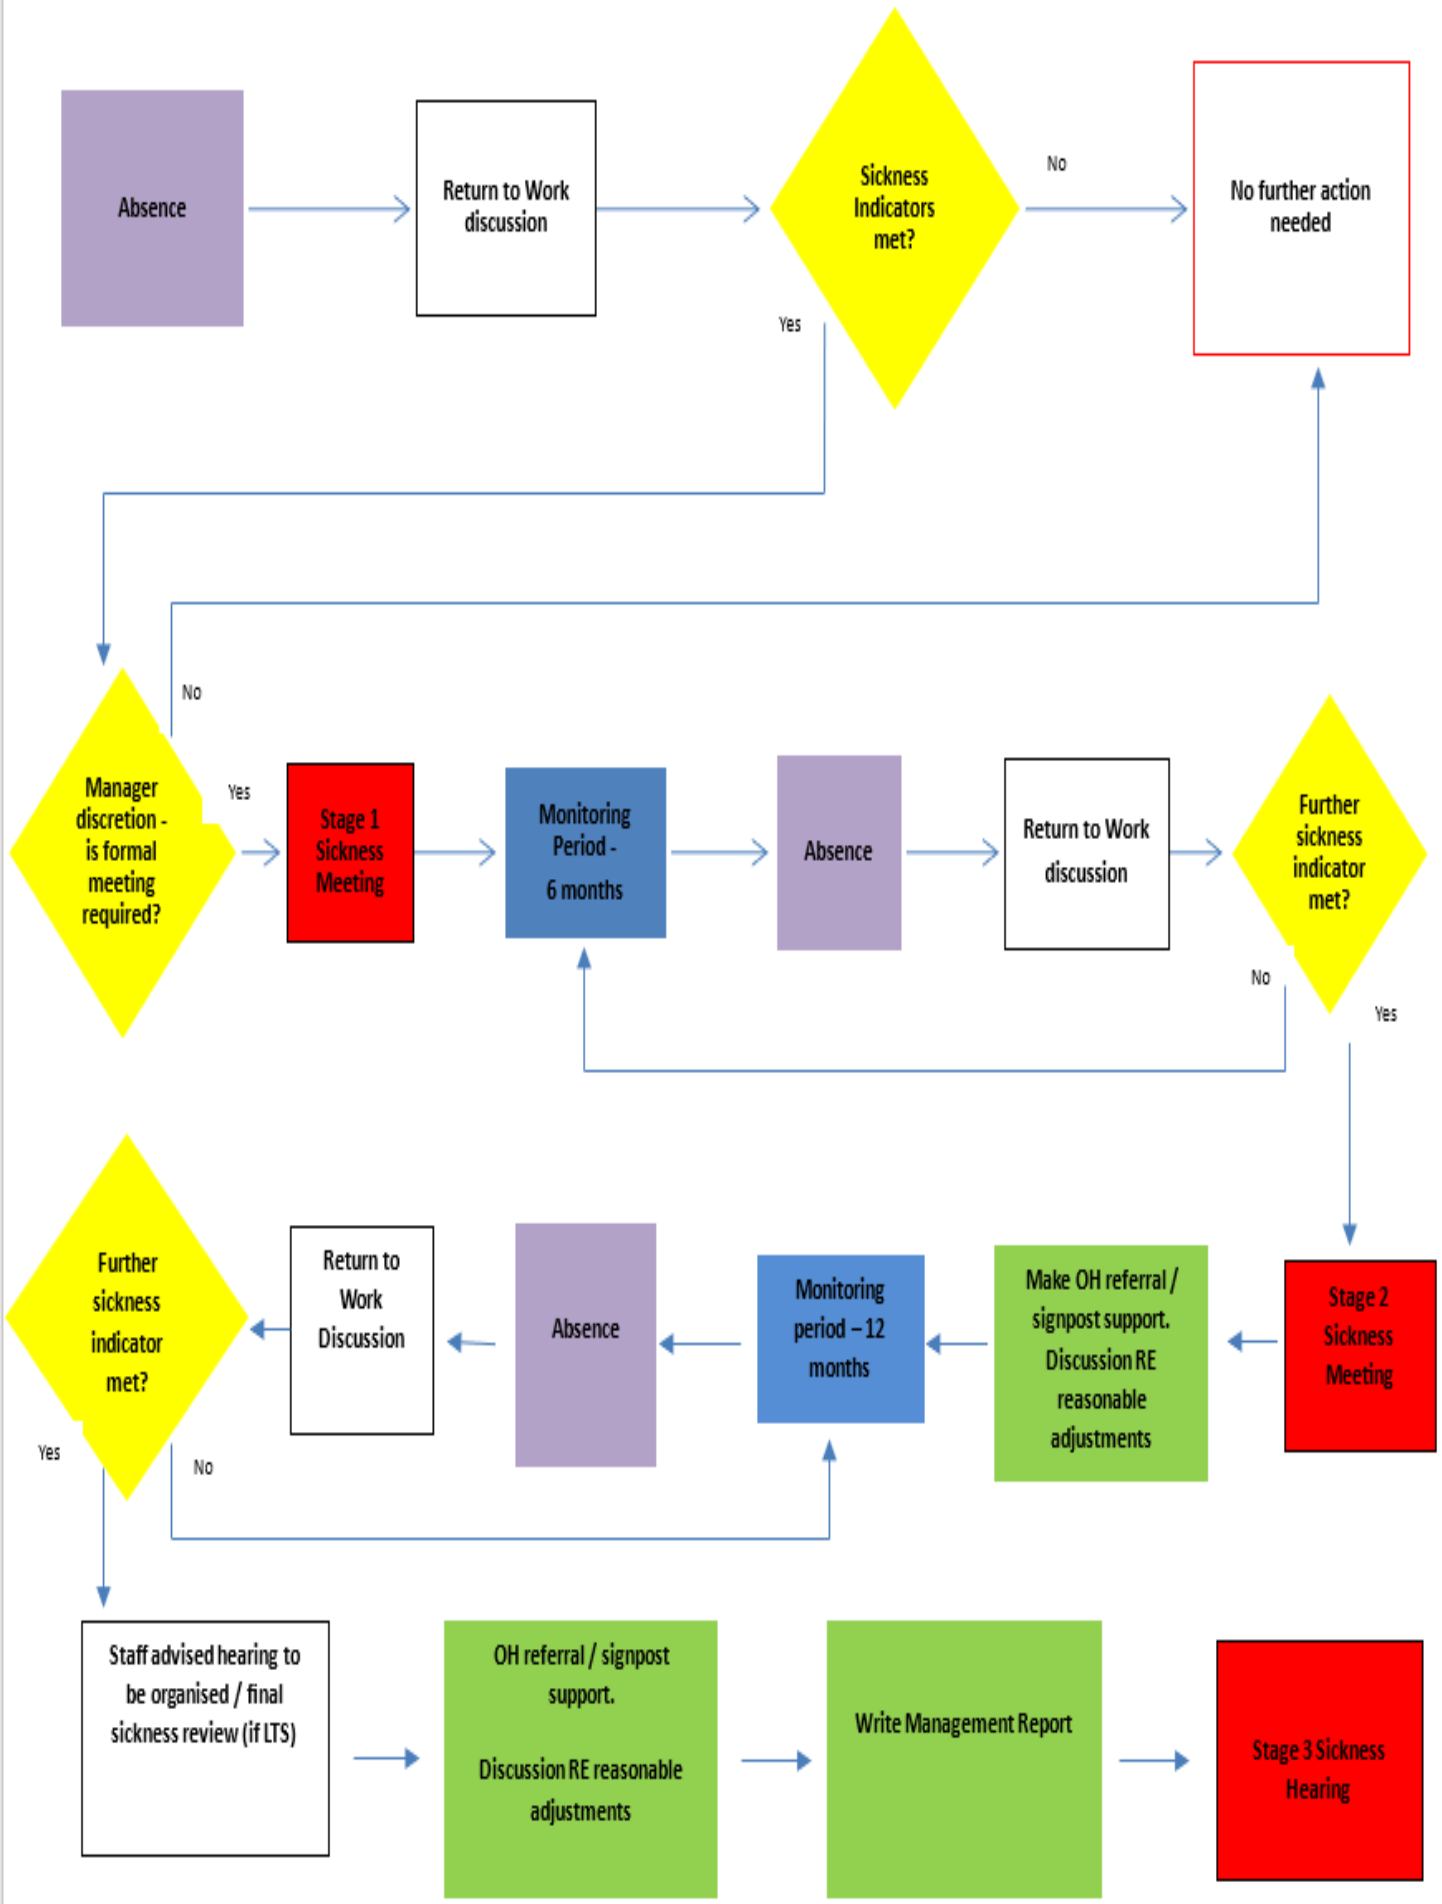 Absence
Return to Work
discussion
Sickness
Indicators
met?
No
No further action
needed
Yes
No
Manager
discretion -
is formal
meeting
required?
Yes
Stage 1
Sickness
Meeting
Monitoring
Period -
6 months
Absence
Return to Work
discussion
Further
sickness
indicator
met?
No
Yes
Further
sickness
indicator
met?
Return to
Work
Discussion
Absence
Monitoring
period – 12
months
Make OH referral /
signpost support.
Discussion RE
reasonable
adjustments
Stage 2
Sickness
Meeting
Yes
No
Staff advised hearing to
be organised / final
sickness review (if LTS)
OH referral / signpost
support.
Discussion RE reasonable
adjustments
Write Management Report
Stage 3 Sickness
Hearing